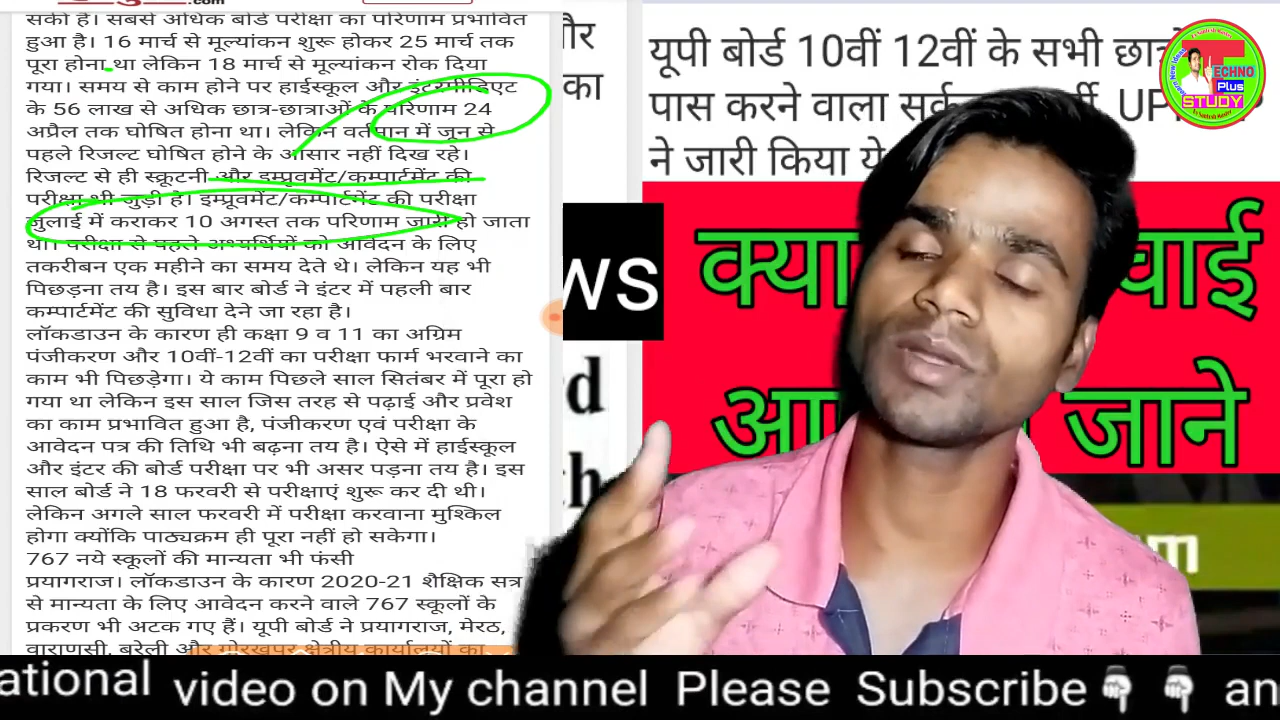 .com
सकी है। सबसे अधिक बोर्ड परीक्षा का परिणाम प्रभावित
हुआ है। 16 मार्च से मूल्यांकन शुरू होकर 25 मार्च तक
पूरा होना था लेकिन 18 मार्च से मूल्यांकन रोक दिया
गया। समय से काम होने पर हाईस्कूल और इंटरमीडिएट
के 56 लाख से अधिक छात्र-छात्राओं के परिणाम 24
अप्रैल तक घोषित होना था। लेकिन वर्तमान में जून से
पहले रिजल्ट घोषित होने के आसार नहीं दिख रहे।
रिजल्ट से ही स्क्रूटनी और इम्प्रूवमेंट/कम्पार्टमेंट की
परीक्षा भी जुड़ी है। इम्प्रूवमेंट/कम्पार्टमेंट की परीक्षा
जुलाई में कराकर 10 अगस्त तक परिणाम जारी हो जाता
था। परीक्षा से पहले अभ्यर्थियों को आवेदन के लिए
तकरीबन एक महीने का समय देते थे। लेकिन यह भी
पिछड़ना तय है। इस बार बोर्ड ने इंटर में पहली बार
कम्पार्टमेंट की सुविधा देने जा रहा है।
लॉकडाउन के कारण ही कक्षा 9 व 11 का अग्रिम
पंजीकरण और 10वीं-12वीं का परीक्षा फार्म भरवाने का
काम भी पिछड़ेगा। ये काम पिछले साल सितंबर में पूरा हो
गया था लेकिन इस साल जिस तरह से पढ़ाई और प्रवेश
का काम प्रभावित हुआ है, पंजीकरण एवं परीक्षा के
आवेदन पत्र की तिथि भी बढ़ना तय है। ऐसे में हाईस्कूल
और इंटर की बोर्ड परीक्षा पर भी असर पड़ना तय है। इस
साल बोर्ड ने 18 फरवरी से परीक्षाएं शुरू कर दी थी।
लेकिन अगले साल फरवरी में परीक्षा करवाना मुश्किल
होगा क्योंकि पाठ्यक्रम ही पूरा नहीं हो सकेगा।
767 नये स्कूलों की मान्यता भी फंसी
प्रयागराज। लॉकडाउन के कारण 2020-21 शैक्षिक सत्र
से मान्यता के लिए आवेदन करने वाले 767 स्कूलों के
प्रकरण भी अटक गए हैं। यूपी बोर्ड ने प्रयागराज, मेरठ,
वाराणसी, बरेली और गोरखपुर क्षेत्रीय कार्यालयों का
और
का
ws
यूपी बोर्ड 10वीं 12वीं के सभी छात्रों
पास करने वाला
ने जारी किया
क्या
जाने
TECHNO
Plus
STUDY
ational video on My channel Please Subscribe👇 👇 an